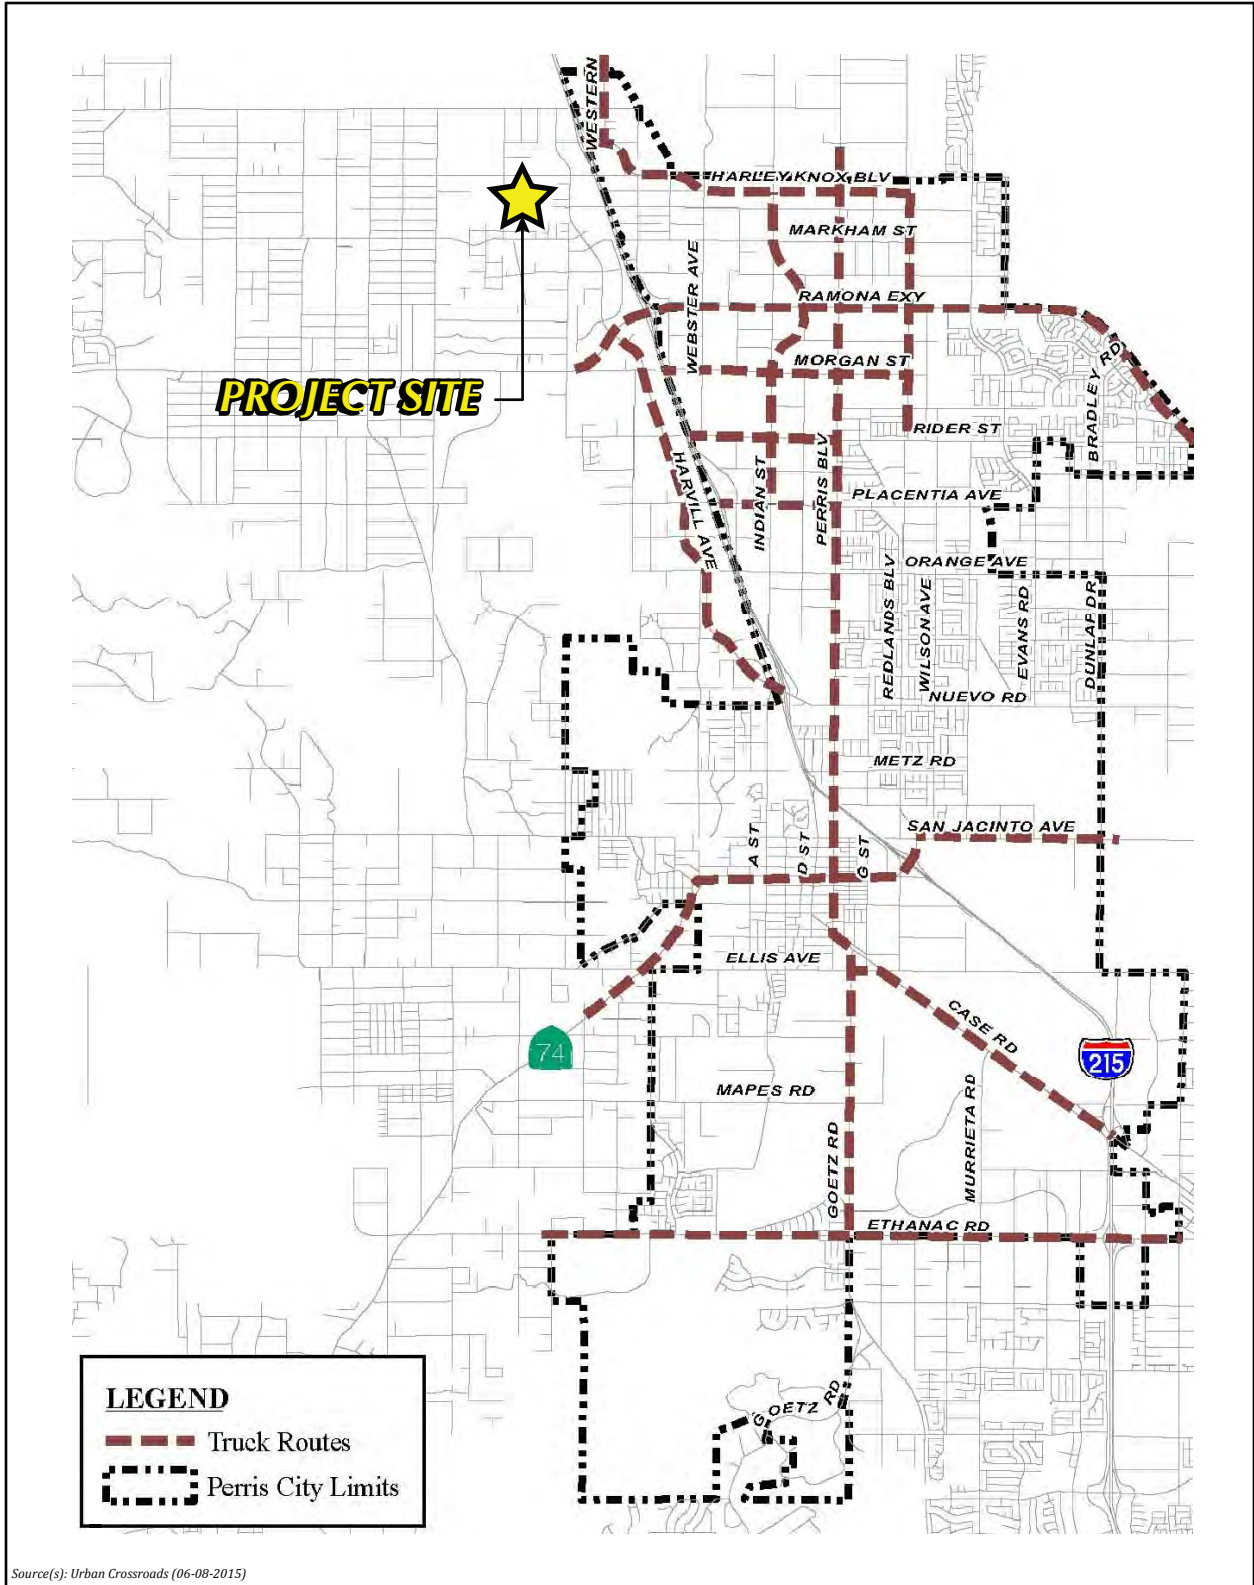 WESTERN
HARLEY KNOX BLV
MARKHAM ST
WEBSTER AVE
RAMONA EXY
MORGAN ST
BRADLEY RD
PROJECT SITE
RIDER ST
HARVILL AVE
INDIAN ST
PERRIS BLV
PLACENTIA AVE
ORANGE AVE
REDLANDS BLV
WILSON AVE
EVANS RD
DUNLAP DR
NUEVO RD
METZ RD
SAN JACINTO AVE
A ST
D ST
G ST
ELLIS AVE
CASE RD
74
215
MAPES RD
MURRIETA RD
GOETZ RD
ETHANAC RD
GOETZ RD
LEGEND
Truck Routes
Perris City Limits
Source(s): Urban Crossroads (06-08-2015)